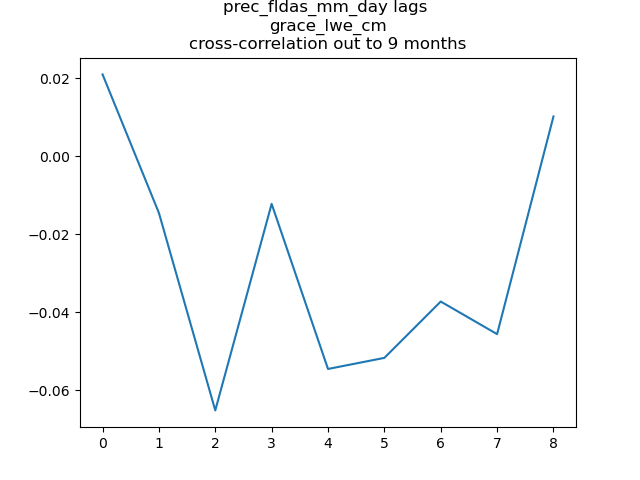 prec_fldas_mm_day lags
grace_lwe_cm
cross-correlation out to 9 months
0.02
0.00
−0.02
−0.04
−0.06
0 1 2 3 4 5 6 7 8